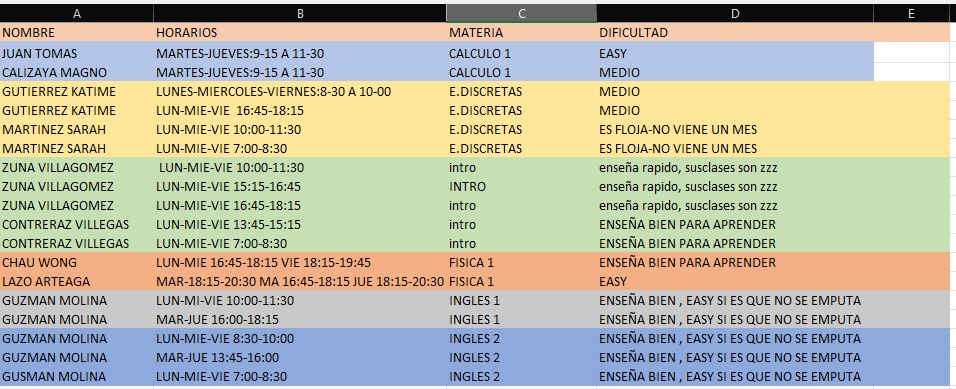 A B C D E
NOMBRE HORARIOS MATERIA DIFICULTAD
JUAN TOMAS MARTES-JUEVES:9-15 A 11-30 CALCULO 1 EASY
CALIZAYA MAGNO MARTES-JUEVES:9-15 A 11-30 CALCULO 1 MEDIO
GUTIERREZ KATIME LUNES-MIERCOLES-VIERNES:8-30 A 10-00 E.DISCRETAS MEDIO
GUTIERREZ KATIME LUN-MIE-VIE 16:45-18:15 E.DISCRETAS MEDIO
MARTINEZ SARAH LUN-MIE-VIE 10:00-11:30 E.DISCRETAS ES FLOJA-NO VIENE UN MES
MARTINEZ SARAH LUN-MIE-VIE 7:00-8:30 E.DISCRETAS ES FLOJA-NO VIENE UN MES
ZUNA VILLAGOMEZ LUN-MIE-VIE 10:00-11:30 intro enseña rapido, susclases son zzz
ZUNA VILLAGOMEZ LUN-MIE-VIE 15:15-16:45 INTRO enseña rapido, susclases son zzz
ZUNA VILLAGOMEZ LUN-MIE-VIE 16:45-18:15 intro enseña rapido, susclases son zzz
CONTRERAZ VILLEGAS LUN-MIE-VIE 13:45-15:15 intro ENSEÑA BIEN PARA APRENDER
CONTRERAZ VILLEGAS LUN-MIE-VIE 7:00-8:30 intro ENSEÑA BIEN PARA APRENDER
CHAU WONG LUN-MIE 16:45-18:15 VIE 18:15-19:45 FISICA 1 ENSEÑA BIEN PARA APRENDER
LAZO ARTEAGA MAR-18:15-20:30 MA 16:45-18:15 JUE 18:15-20:30 FISICA 1 EASY
GUZMAN MOLINA LUN-MI-VIE 10:00-11:30 INGLES 1 ENSEÑA BIEN , EASY SI ES QUE NO SE EMPUTA
GUZMAN MOLINA MAR-JUE 16:00-18:15 INGLES 1 ENSEÑA BIEN , EASY SI ES QUE NO SE EMPUTA
GUZMAN MOLINA LUN-MIE-VIE 8:30-10:00 INGLES 2 ENSEÑA BIEN , EASY SI ES QUE NO SE EMPUTA
GUZMAN MOLINA MAR-JUE 13:45-16:00 INGLES 2 ENSEÑA BIEN , EASY SI ES QUE NO SE EMPUTA
GUSMAN MOLINA LUN-MIE-VIE 7:00-8:30 INGLES 2 ENSEÑA BIEN , EASY SI ES QUE NO SE EMPUTA